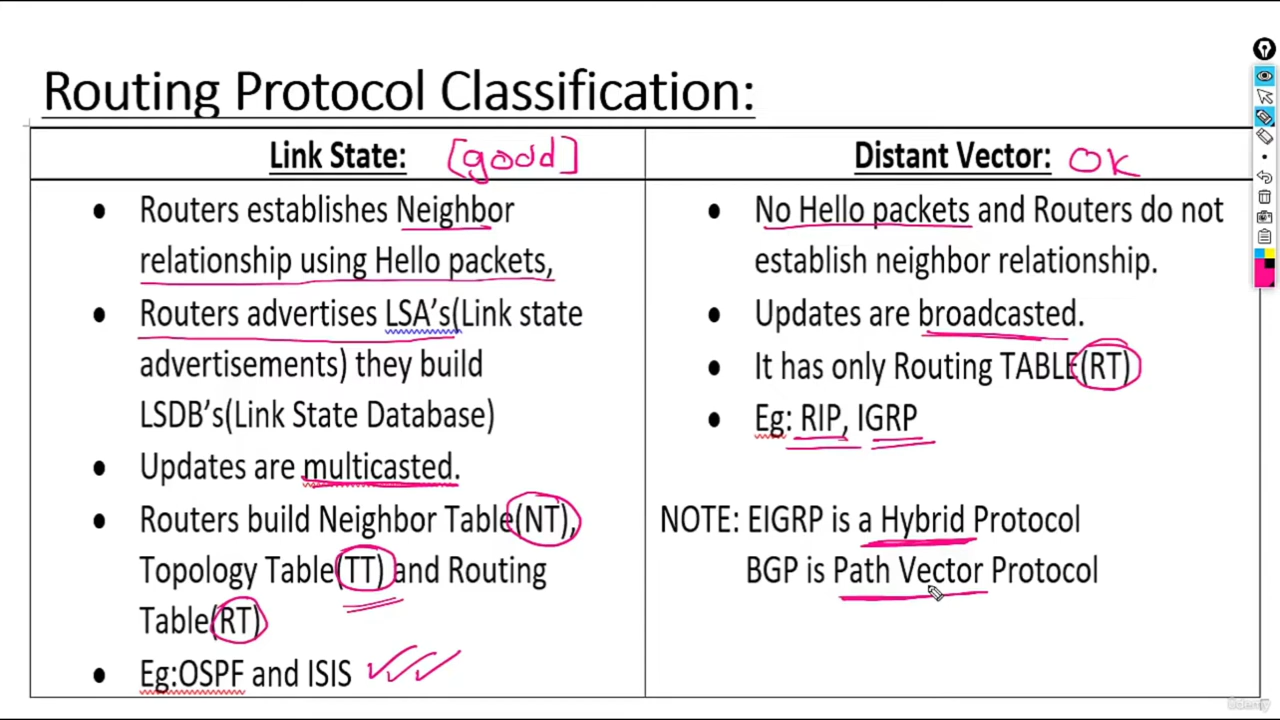 Routing Protocol Classification:
Link State: [good]
Routers establishes Neighbor
relationship using Hello packets,
Routers advertises LSA's(Link state
advertisements) they build
LSDB's(Link State Database)
Updates are multicasted.
Routers build Neighbor Table(NT),
Topology Table(TT) and Routing
Table(RT)
Eg:OSPF and ISIS
Distant Vector: OK
No Hello packets and Routers do not
establish neighbor relationship.
Updates are broadcasted.
It has only Routing TABLE(RT)
Eg: RIP, IGRP
NOTE: EIGRP is a Hybrid Protocol
BGP is Path Vector Protocol
Udemy